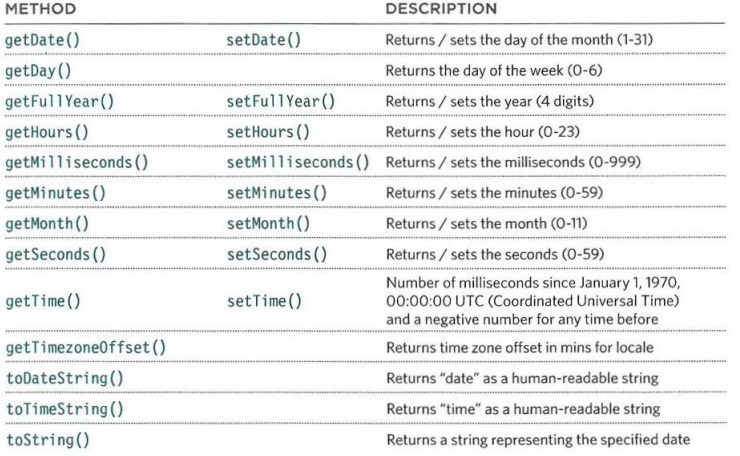 METHOD DESCRIPTION
getDate() setDate() Returns / sets the day of the month (1-31)
getDay() Returns the day of the week (0-6)
getFullYear() setFullYear() Returns / sets the year (4 digits)
getHours() setHours() Returns / sets the hour (0-23)
getMilliseconds() setMilliseconds() Returns / sets the milliseconds (0-999)
getMinutes() setMinutes() Returns / sets the minutes (0-59)
getMonth() setMonth() Returns / sets the month (0-11)
getSeconds() setSeconds() Returns / sets the seconds (0-59)
Number of milliseconds since January 1, 1970,
getTime() setTime() 00:00:00 UTC (Coordinated Universal Time)
and a negative number for any time before
getTimezoneOffset() Returns time zone offset in mins for locale
toDateString() Returns "date" as a human-readable string
toTimeString() Returns "time" as a human-readable string
toString() Returns a string representing the specified date